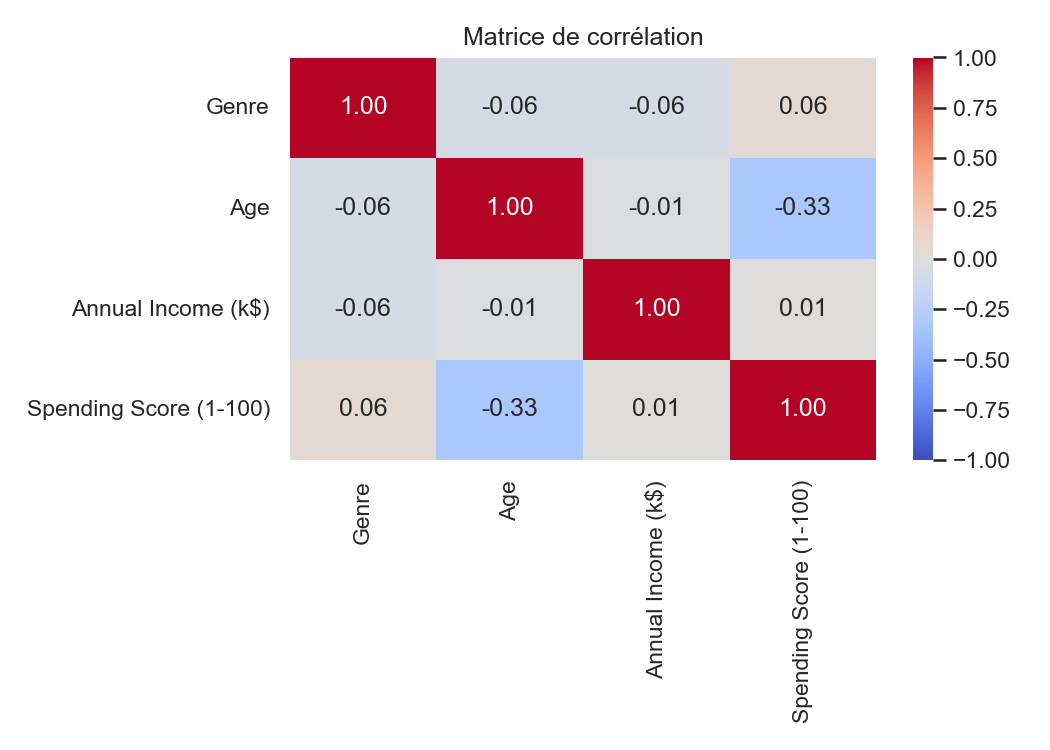 Matrice de corrélation
Genre 1.00 -0.06 -0.06 0.06
Age -0.06 1.00 -0.01 -0.33
Annual Income (k$) -0.06 -0.01 1.00 0.01
Spending Score (1-100) 0.06 -0.33 0.01 1.00
Genre
Age
Annual Income (k$)
Spending Score (1-100)
1.00
0.75
0.50
0.25
0.00
−0.25
−0.50
−0.75
−1.00